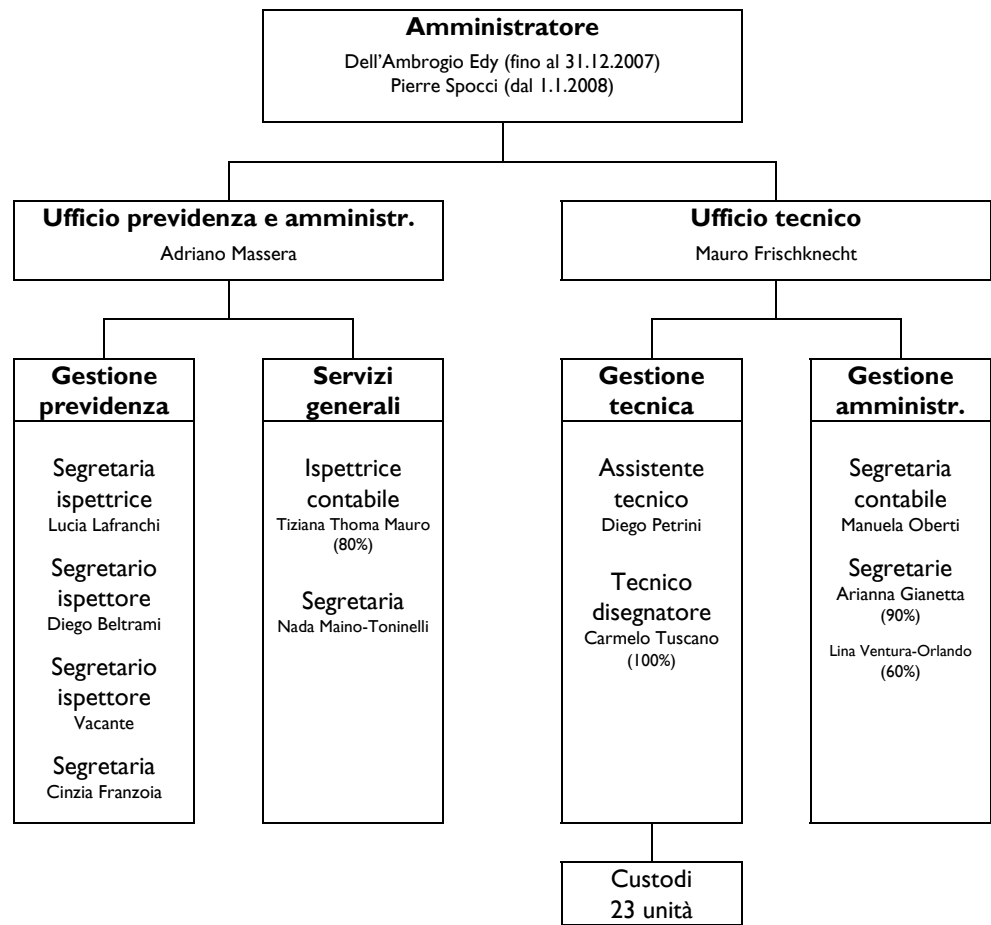 Amministratore
Dell'Ambrogio Edy (fino al 31.12.2007)
Pierre Spocci (dal 1.1.2008)
Ufficio previdenza e amministr.
Adriano Massera
Ufficio tecnico
Mauro Frischknecht
Gestione
previdenza
Segretaria
ispettrice
Lucia Lafranchi
Segretario
ispettore
Diego Beltrami
Segretario
ispettore
Vacante
Segretaria
Cinzia Franzoia
Servizi
generali
Ispettrice
contabile
Tiziana Thoma Mauro
(80%)
Segretaria
Nada Maino-Toninelli
Gestione
tecnica
Assistente
tecnico
Diego Petrini
Tecnico
disegnatore
Carmelo Tuscano
(100%)
Gestione
amministr.
Segretaria
contabile
Manuela Oberti
Segretarie
Arianna Gianetta
(90%)
Lina Ventura-Orlando
(60%)
Custodi
23 unità